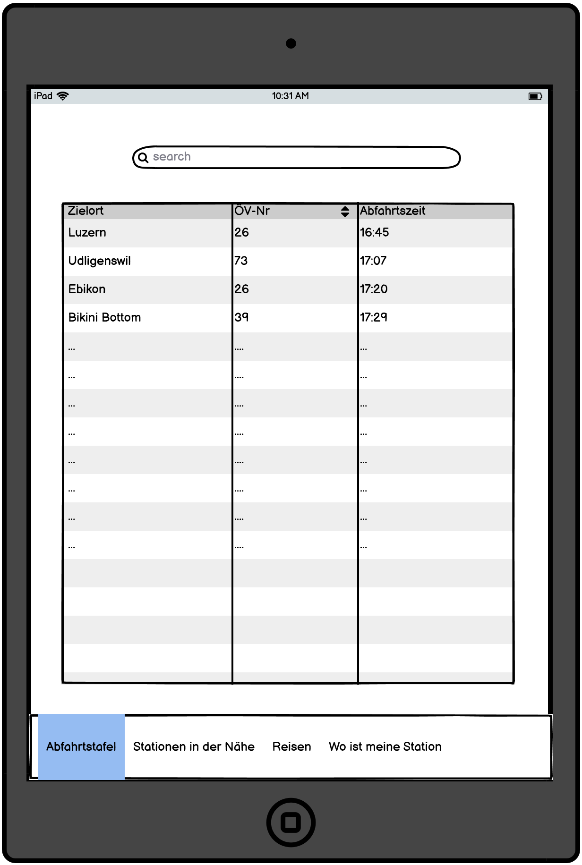 iPad 10:31 AM
search
Zielort ÖV-Nr Abfahrtszeit
Luzern 26 16:45
Udligenswil 73 17:07
Ebikon 26 17:20
Bikini Bottom 39 17:29
... .... ...
... .... ...
... .... ...
... .... ...
... .... ...
... .... ...
... .... ...
... .... ...
Abfahrtstafel Stationen in der Nähe Reisen Wo ist meine Station